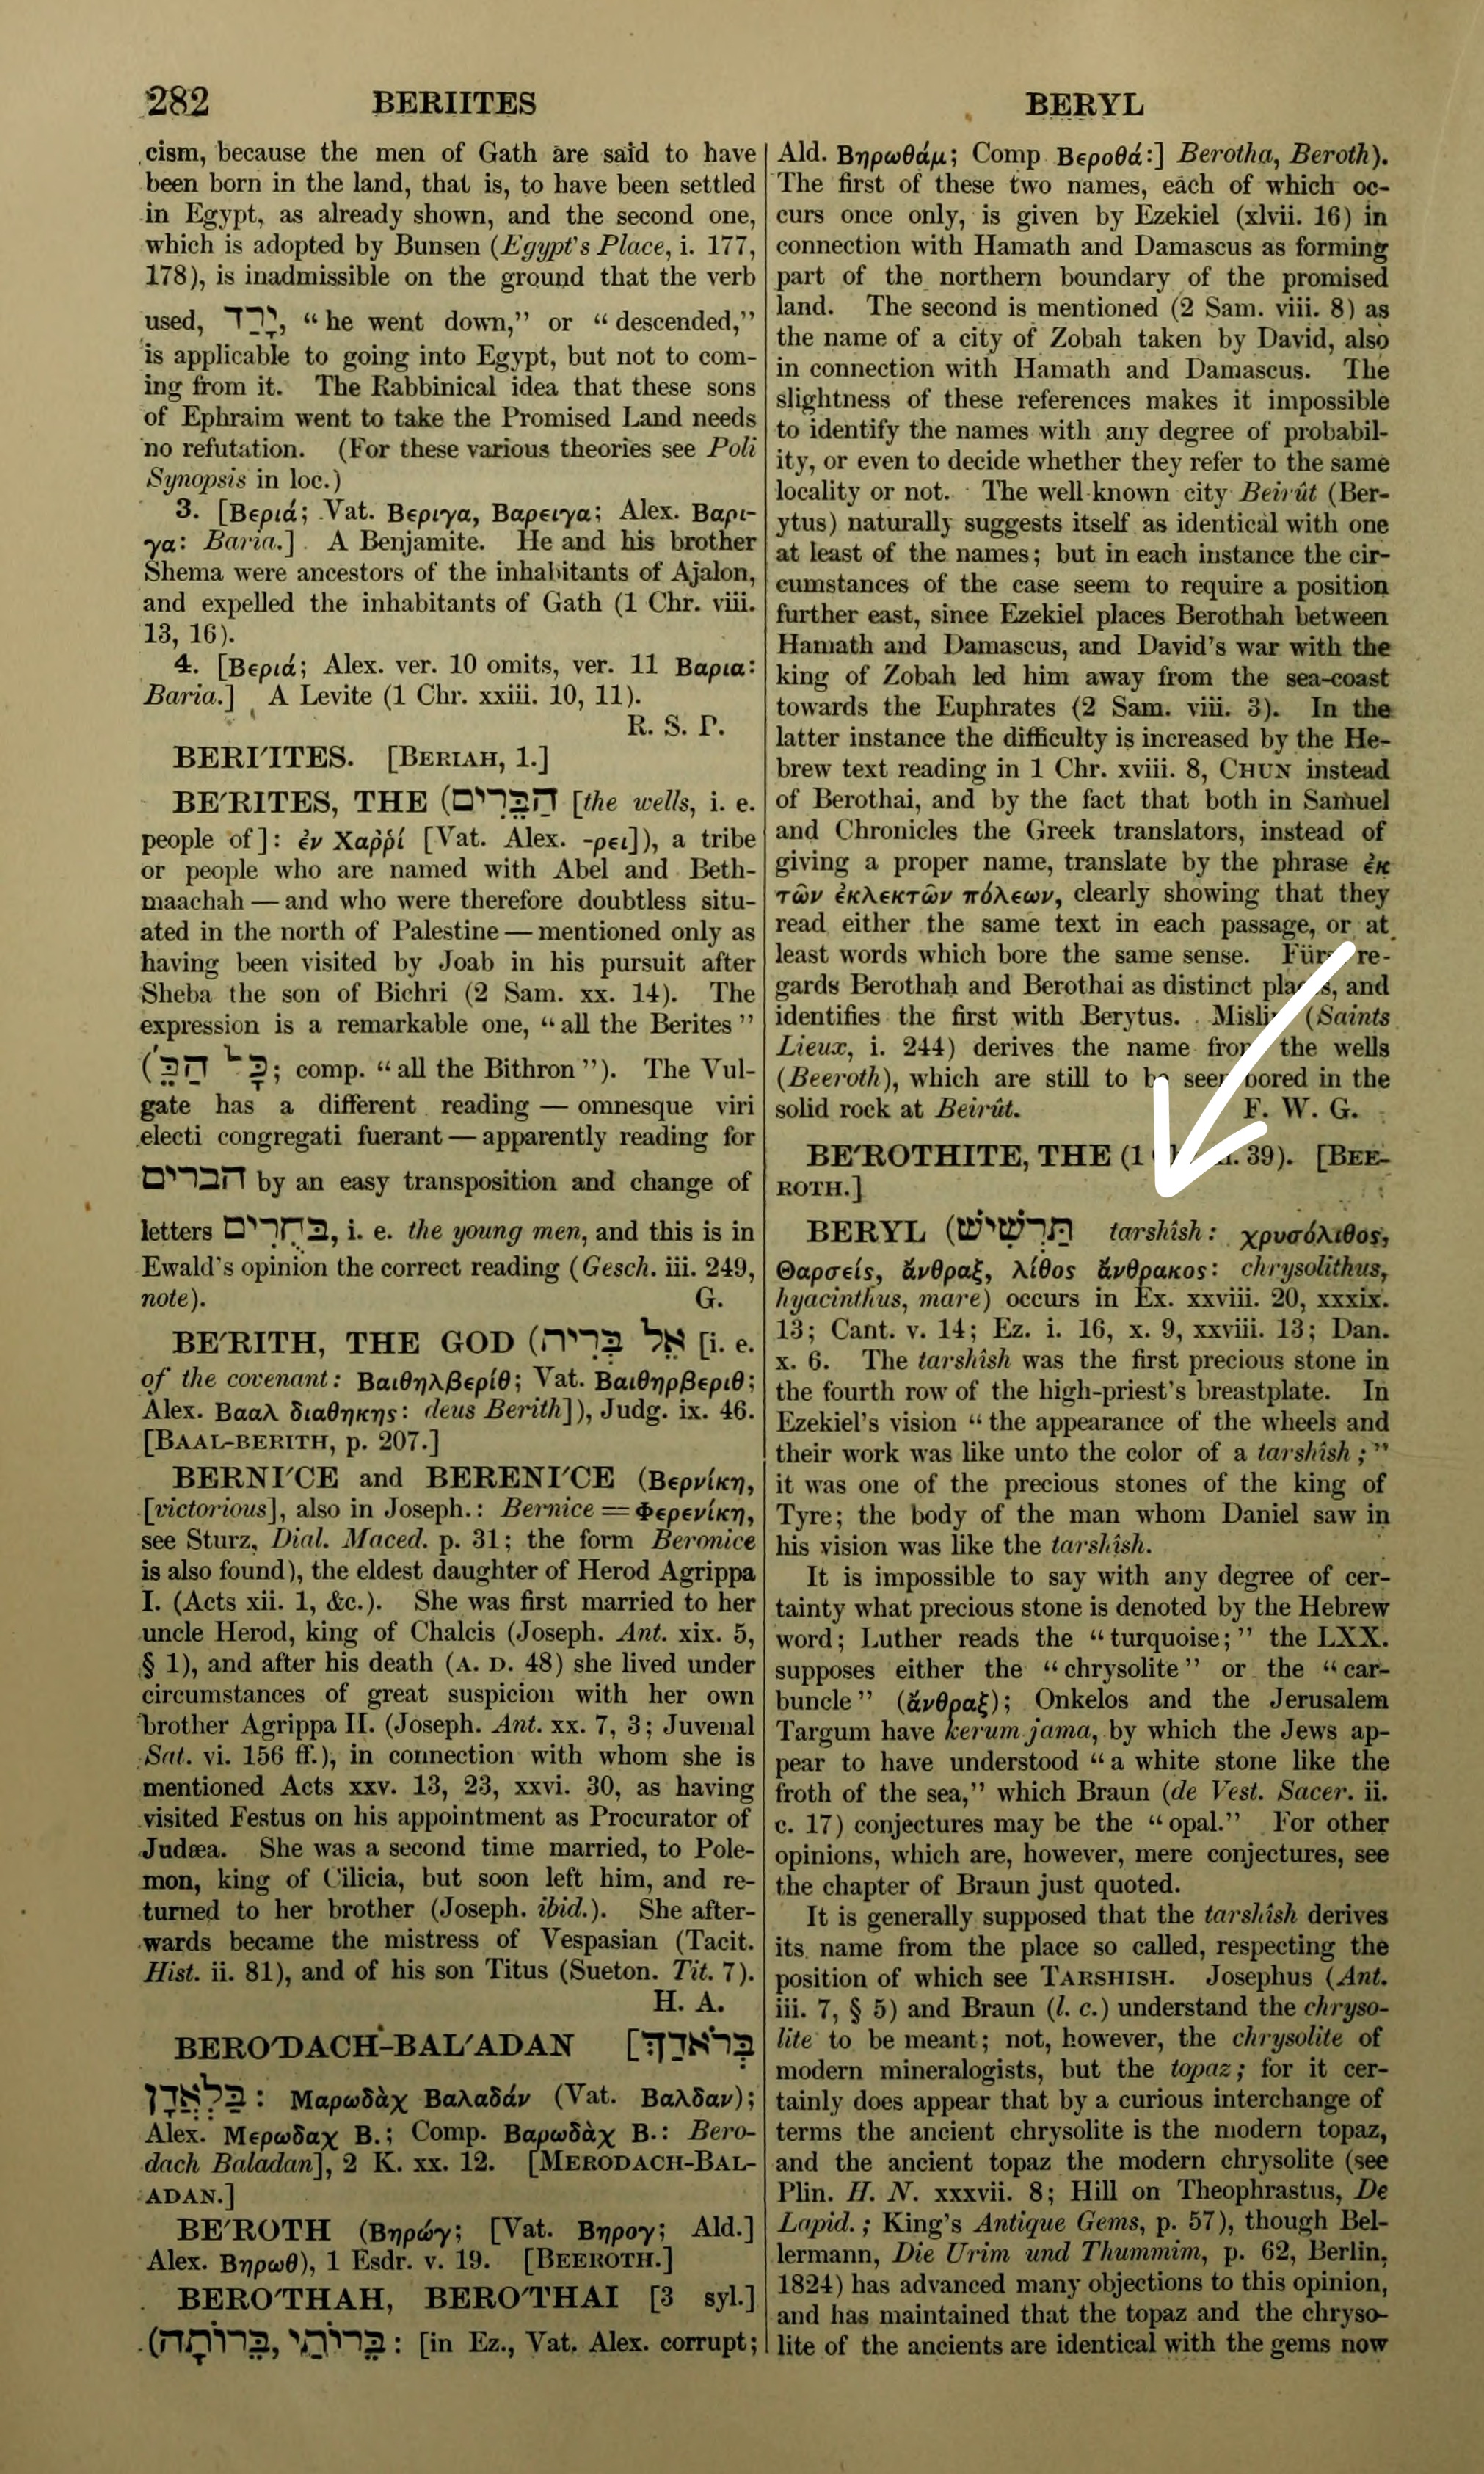 282
BERIITES
BERYL
cism, because the men of Gath are said to have
been born in the land, that is, to have been settled
in Egypt, as already shown, and the second one,
which is adopted by Bunsen (Egypt's Place, i. 177,
178), is inadmissible on the ground that the verb
used, יָרַד, “he went down,” or “descended,”
is applicable to going into Egypt, but not to com-
ing from it. The Rabbinical idea that these sons
of Ephraim went to take the Promised Land needs
no refutation. (For these various theories see Poli
Synopsis in loc.)
3. [Βεριά; Vat. Βεριγα, Βαρειγα; Alex. Βαρι-
γα: Baria.] A Benjamite. He and his brother
Shema were ancestors of the inhabitants of Ajalon,
and expelled the inhabitants of Gath (1 Chr. viii.
13, 16).
4. [Βεριά; Alex. ver. 10 omits, ver. 11 Βαρια:
Baria.] A Levite (1 Chr. xxiii. 10, 11).
R. S. P.
BERI'ITES. [BERIAH, 1.]
BE'RITES, THE (הַבֵּרִים [the wells, i. e.
people of]: ἐν Χαῤῥί [Vat. Alex. -ρει]), a tribe
or people who are named with Abel and Beth-
maachah — and who were therefore doubtless situ-
ated in the north of Palestine — mentioned only as
having been visited by Joab in his pursuit after
Sheba the son of Bichri (2 Sam. xx. 14). The
expression is a remarkable one, “all the Berites”
(כָּל הַבֵּ'; comp. “all the Bithron”). The Vul-
gate has a different reading — omnesque viri
electi congregati fuerant — apparently reading for
הברים by an easy transposition and change of
letters בַּחֻרִים, i. e. the young men, and this is in
Ewald's opinion the correct reading (Gesch. iii. 249,
note). G.
BE'RITH, THE GOD (אֵל בְּרִית [i. e.
of the covenant: Βαιθηλβερίθ; Vat. Βαιθηρβεριθ;
Alex. Βααλ διαθηκης: deus Berith]), Judg. ix. 46.
[BAAL-BERITH, p. 207.]
BERNI'CE and BERENI'CE (Βερνίκη,
[victorious], also in Joseph.: Bernice = Φερενίκη,
see Sturz, Dial. Maced. p. 31; the form Beronice
is also found), the eldest daughter of Herod Agrippa
I. (Acts xii. 1, &c.). She was first married to her
uncle Herod, king of Chalcis (Joseph. Ant. xix. 5,
§ 1), and after his death (A. D. 48) she lived under
circumstances of great suspicion with her own
brother Agrippa II. (Joseph. Ant. xx. 7, 3; Juvenal
Sat. vi. 156 ff.), in connection with whom she is
mentioned Acts xxv. 13, 23, xxvi. 30, as having
visited Festus on his appointment as Procurator of
Judæa. She was a second time married, to Pole-
mon, king of Cilicia, but soon left him, and re-
turned to her brother (Joseph. ibid.). She after-
wards became the mistress of Vespasian (Tacit.
Hist. ii. 81), and of his son Titus (Sueton. Tit. 7).
H. A.
BERO'DACH-BAL'ADAN [בְּרֹאדַךְ
בַּלְאֲדָן: Μαρωδὰχ Βαλαδάν (Vat. Βαλδαν);
Alex. Μερωδαχ Β.; Comp. Βαρωδὰχ Β.: Bero-
dach Baladan], 2 K. xx. 12. [MERODACH-BAL-
ADAN.]
BE'ROTH (Βηρώγ; [Vat. Βηρογ; Ald.]
Alex. Βηρωθ), 1 Esdr. v. 19. [BEEROTH.]
BERO'THAH, BERO'THAI [3 syl.]
(בֵּרוֹתָה, בֵּרוֹתַי: [in Ez., Vat. Alex. corrupt;
Ald. Βηρωθάμ; Comp Βεροθά:] Berotha, Beroth).
The first of these two names, each of which oc-
curs once only, is given by Ezekiel (xlvii. 16) in
connection with Hamath and Damascus as forming
part of the northern boundary of the promised
land. The second is mentioned (2 Sam. viii. 8) as
the name of a city of Zobah taken by David, also
in connection with Hamath and Damascus. The
slightness of these references makes it impossible
to identify the names with any degree of probabil-
ity, or even to decide whether they refer to the same
locality or not. The well known city Beirût (Ber-
ytus) naturally suggests itself as identical with one
at least of the names; but in each instance the cir-
cumstances of the case seem to require a position
further east, since Ezekiel places Berothah between
Hamath and Damascus, and David's war with the
king of Zobah led him away from the sea-coast
towards the Euphrates (2 Sam. viii. 3). In the
latter instance the difficulty is increased by the He-
brew text reading in 1 Chr. xviii. 8, CHUN instead
of Berothai, and by the fact that both in Samuel
and Chronicles the Greek translators, instead of
giving a proper name, translate by the phrase ἐκ
τῶν ἐκλεκτῶν πόλεων, clearly showing that they
read either the same text in each passage, or at
least words which bore the same sense. re-
gards Berothah and Berothai as distinct places, and
identifies the first with Berytus. (Saints
Lieux, i. 244) derives the name from the wells
(Beeroth), which are still to be seen bored in the
solid rock at Beirût. F. W. G.
BE'ROTHITE, THE (1 39). [BEE-
ROTH.]
BERYL (תַּרְשִׁישׁ tarshîsh: χρυσόλιθος,
Θαρσείς, ἄνθραξ, λίθος ἄνθρακος: chrysolithus,
hyacinthus, mare) occurs in Ex. xxviii. 20, xxxix.
13; Cant. v. 14; Ez. i. 16, x. 9, xxviii. 13; Dan.
x. 6. The tarshîsh was the first precious stone in
the fourth row of the high-priest's breastplate. In
Ezekiel's vision “the appearance of the wheels and
their work was like unto the color of a tarshîsh;”
it was one of the precious stones of the king of
Tyre; the body of the man whom Daniel saw in
his vision was like the tarshîsh.
It is impossible to say with any degree of cer-
tainty what precious stone is denoted by the Hebrew
word; Luther reads the “turquoise;” the LXX.
supposes either the “chrysolite” or the “car-
buncle” (ἄνθραξ); Onkelos and the Jerusalem
Targum have kerum jama, by which the Jews ap-
pear to have understood “a white stone like the
froth of the sea,” which Braun (de Vest. Sacer. ii.
c. 17) conjectures may be the “opal.” For other
opinions, which are, however, mere conjectures, see
the chapter of Braun just quoted.
It is generally supposed that the tarshîsh derives
its name from the place so called, respecting the
position of which see TARSHISH. Josephus (Ant.
iii. 7, § 5) and Braun (l. c.) understand the chryso-
lite to be meant; not, however, the chrysolite of
modern mineralogists, but the topaz; for it cer-
tainly does appear that by a curious interchange of
terms the ancient chrysolite is the modern topaz,
and the ancient topaz the modern chrysolite (see
Plin. H. N. xxxvii. 8; Hill on Theophrastus, De
Lapid.; King's Antique Gems, p. 57), though Bel-
lermann, Die Urim und Thummim, p. 62, Berlin,
1824) has advanced many objections to this opinion,
and has maintained that the topaz and the chryso-
lite of the ancients are identical with the gems now